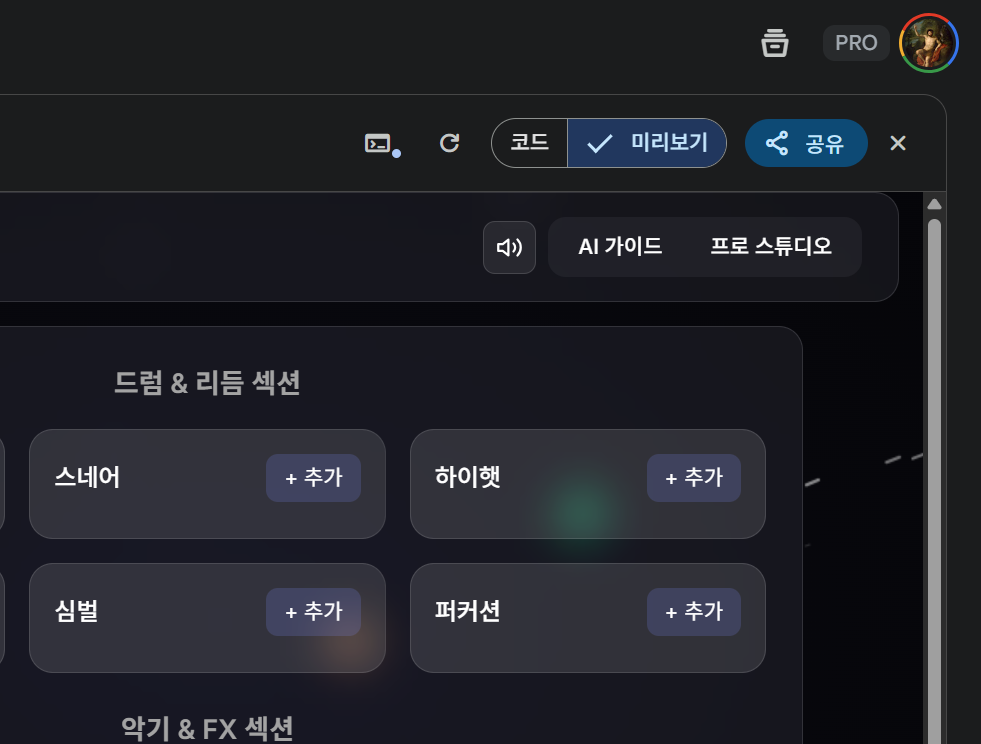 PRO
코드
미리보기
공유
AI 가이드
프로 스튜디오
드럼 & 리듬 섹션
스네어
+ 추가
하이햇
+ 추가
심벌
+ 추가
퍼커션
+ 추가
악기 & FX 섹션